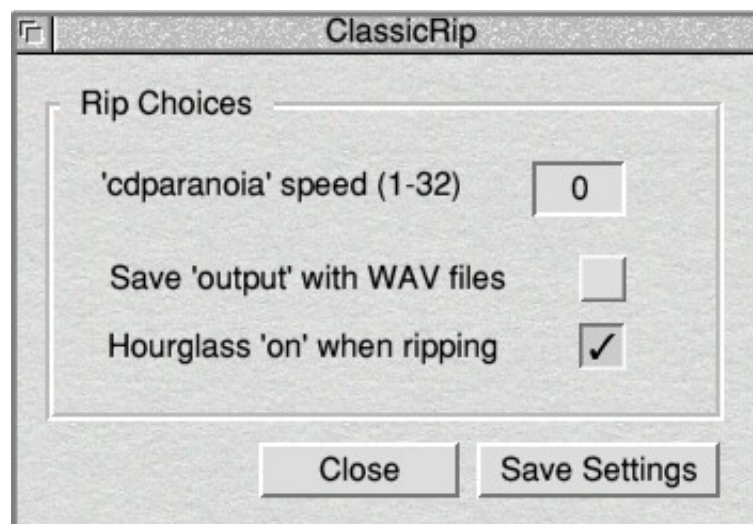 ClassicRip
Rip Choices
'cdparanoia' speed (1-32) 0
Save 'output' with WAV files
Hourglass 'on' when ripping ✓
Close Save Settings